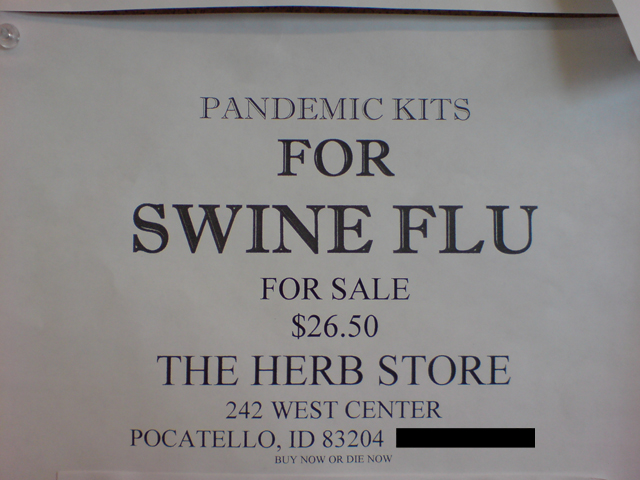 PANDEMIC KITS
FOR
SWINE FLU
FOR SALE
$26.50
THE HERB STORE
242 WEST CENTER
POCATELLO, ID 83204
BUY NOW OR DIE NOW